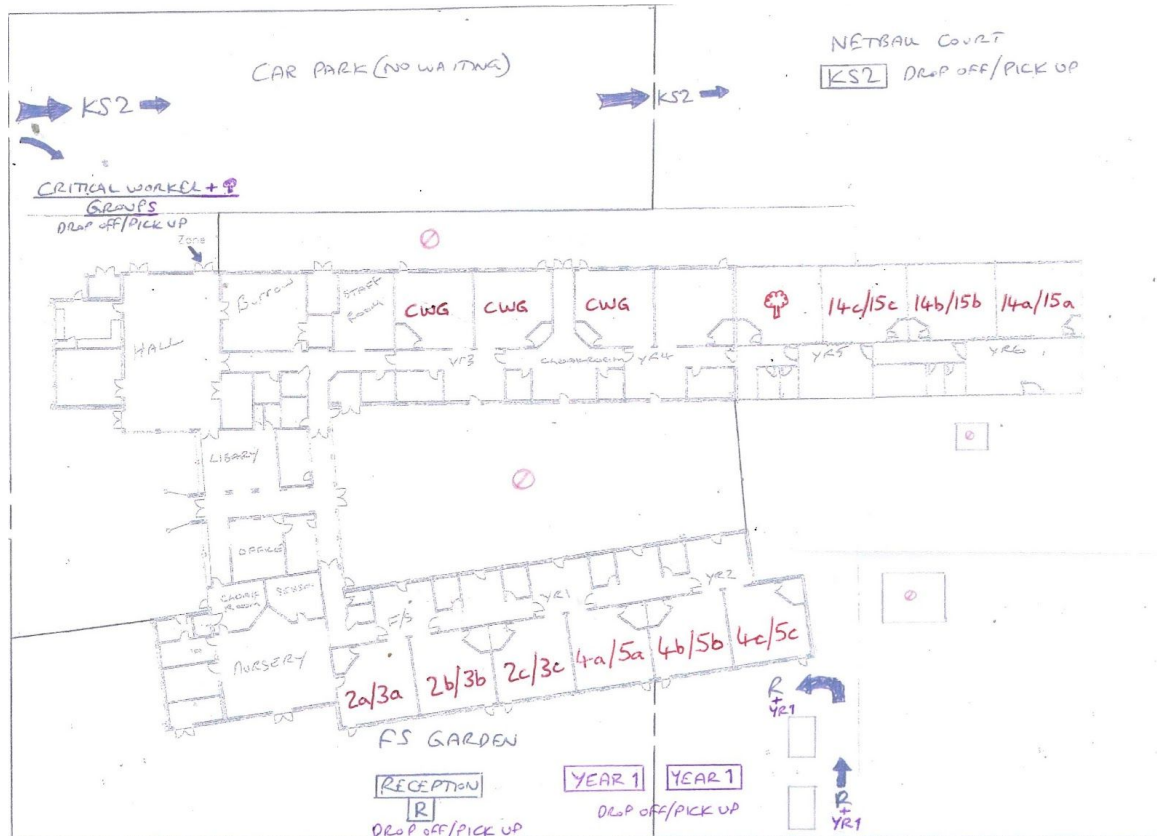 CAR PARK (NO WAITING)
NETBALL COURT
KS2 DROP OFF/PICK UP
KS2
KS2
CRITICAL WORKER +
GROUPS
DROP OFF/PICK UP
Zone
HALL
BURROW
STAFF
ROOM
CWG
CWG
CWG
14c/15c
14b/15b
14a/15a
YR3
CLOAKROOM
YR4
YR5
YR6
LIBARY
OFFICE
ROOM
NURSERY
F/S
YR1
YR2
2a/3a
2b/3b
2c/3c
4a/5a
4b/5b
4c/5c
FS GARDEN
RECEPTION
R
DROP OFF/PICK UP
YEAR 1
YEAR 1
DROP OFF/PICK UP
R
+
YR1
R
+
YR1